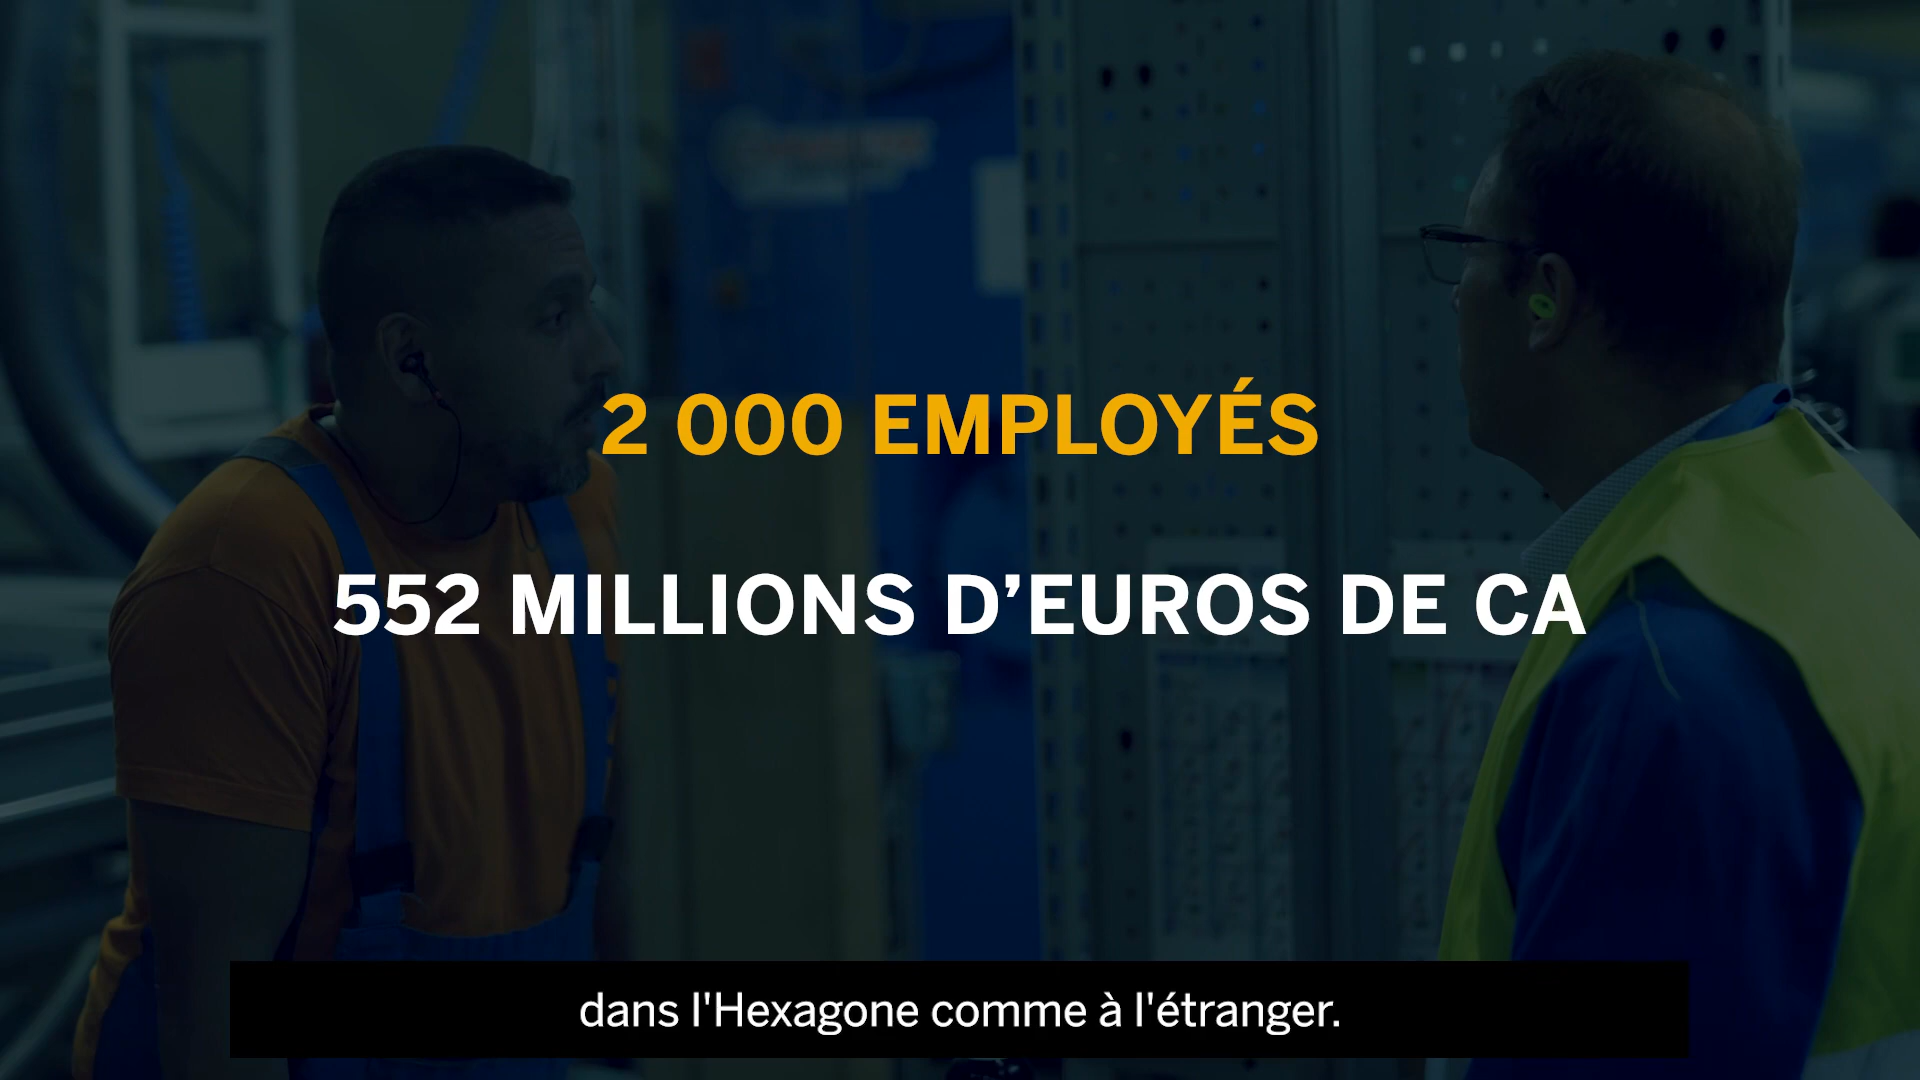 2 000 EMPLOYÉS
552 MILLIONS D’EUROS DE CA
dans l'Hexagone comme à l'étranger.